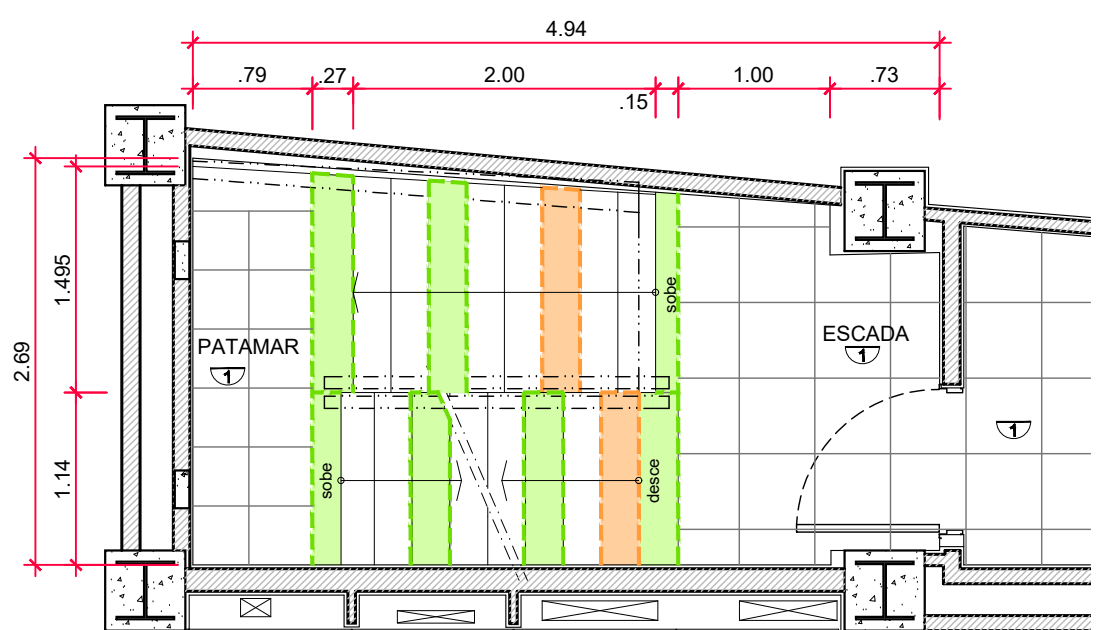 4.94
.79 .27 2.00 .15 1.00 .73
2.69
1.495
1.14
sobe
PATAMAR
1
ESCADA
1
1
sobe
desce